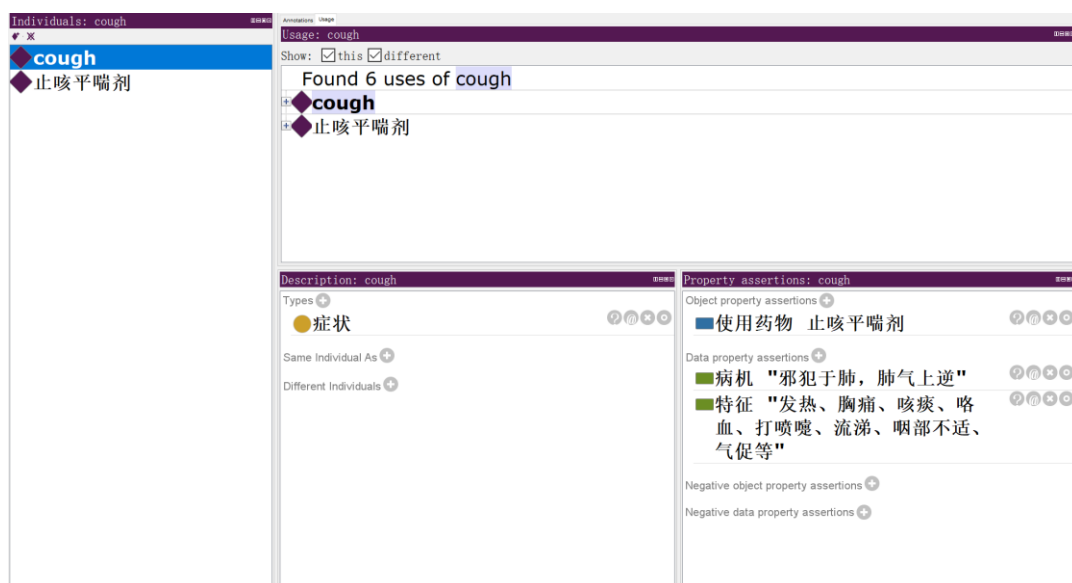 Individuals: cough
cough
止咳平喘剂
Annotations Usage
Usage: cough
Show: this different
Found 6 uses of cough
cough
止咳平喘剂
Description: cough
Types
症状
Same Individual As
Different Individuals
Property assertions: cough
Object property assertions
使用药物 止咳平喘剂
Data property assertions
病机 "邪犯于肺，肺气上逆"
特征 "发热、胸痛、咳痰、咯
血、打喷嚏、流涕、咽部不适、
气促等"
Negative object property assertions
Negative data property assertions